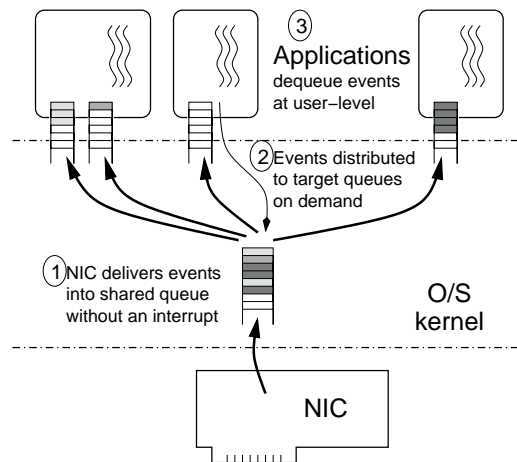 3
Applications
dequeue events
at user–level
2 Events distributed
to target queues
on demand
1 NIC delivers events
into shared queue
without an interrupt
O/S
kernel
NIC